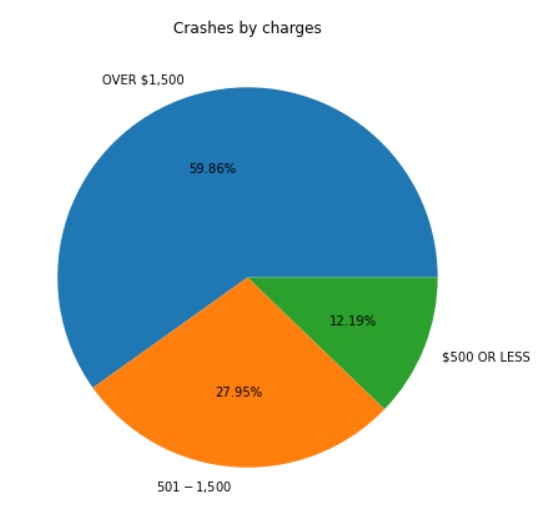 Crashes by charges
OVER $1,500
59.86%
12.19%
$500 OR LESS
27.95%
501 − 1,500